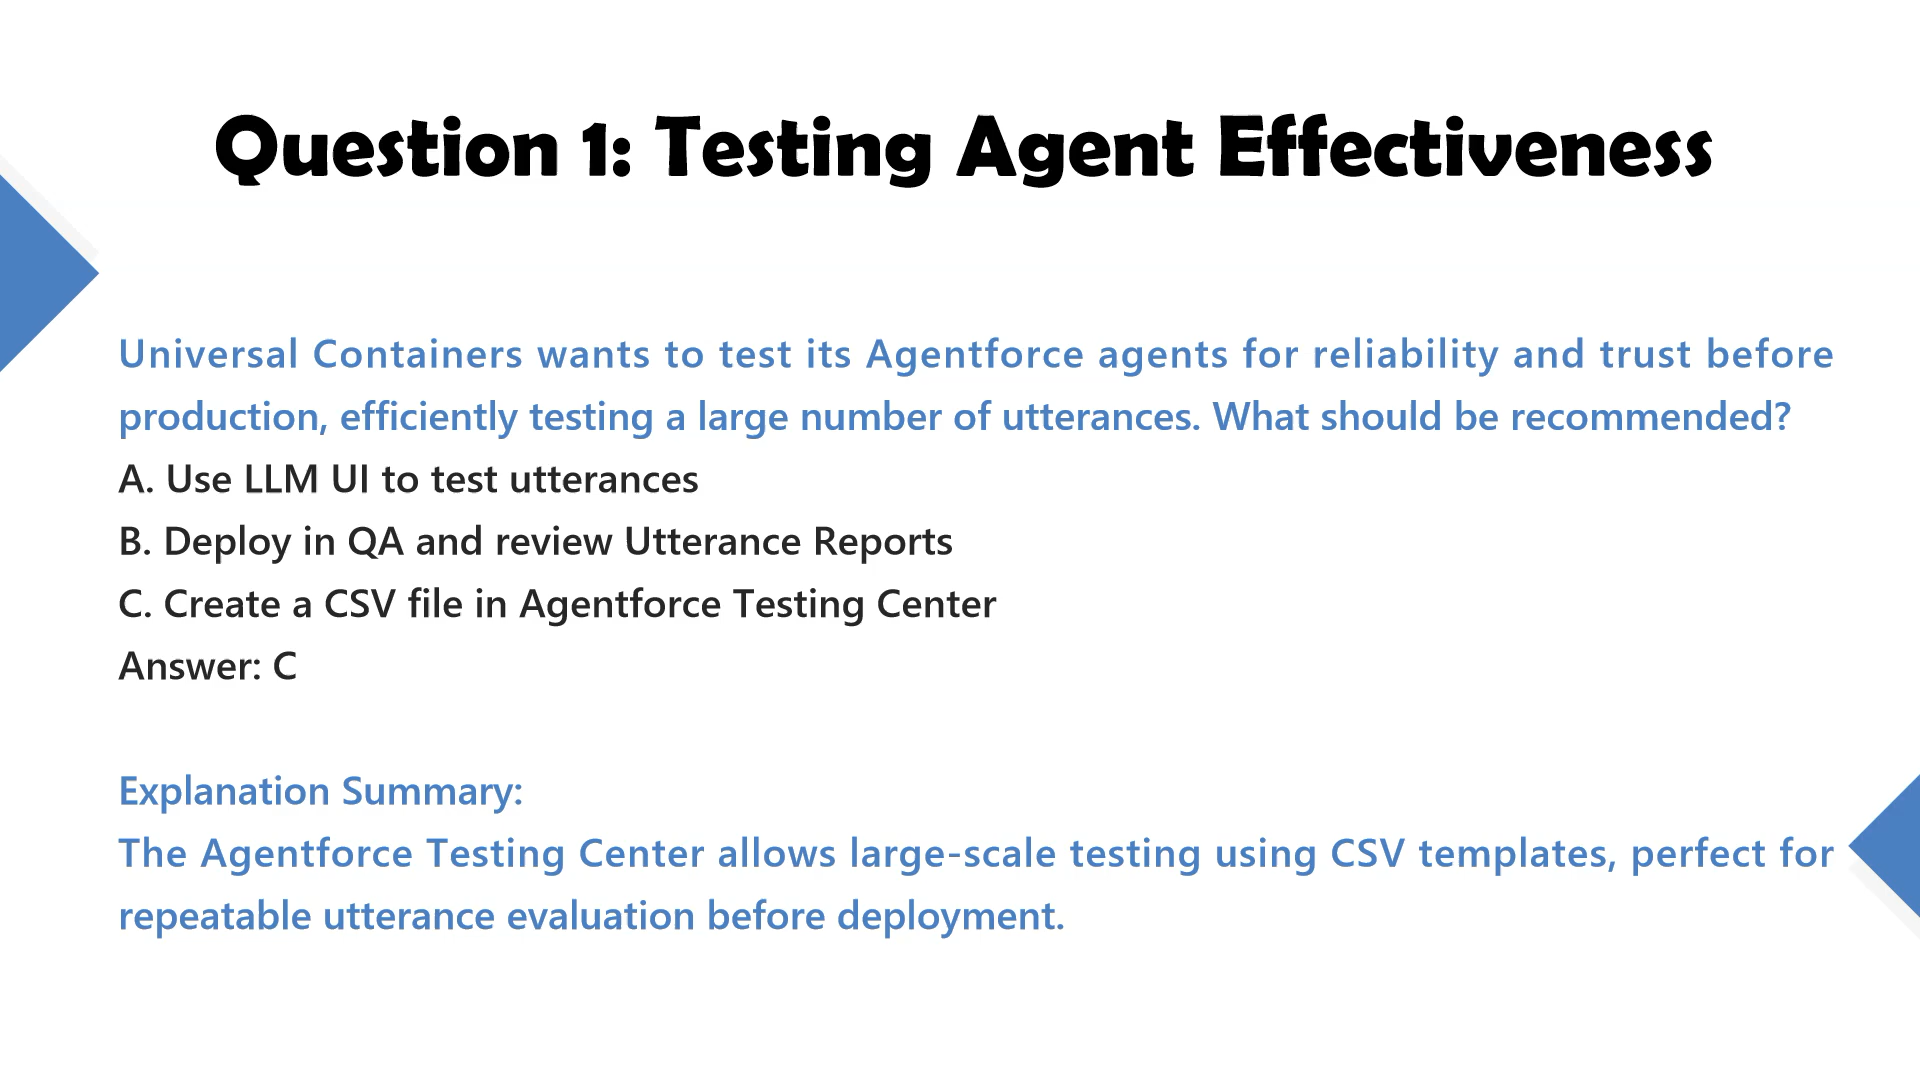 Question 1: Testing Agent Effectiveness
Universal Containers wants to test its Agentforce agents for reliability and trust before
production, efficiently testing a large number of utterances. What should be recommended?
A. Use LLM UI to test utterances
B. Deploy in QA and review Utterance Reports
C. Create a CSV file in Agentforce Testing Center
Answer: C
Explanation Summary:
The Agentforce Testing Center allows large-scale testing using CSV templates, perfect for
repeatable utterance evaluation before deployment.